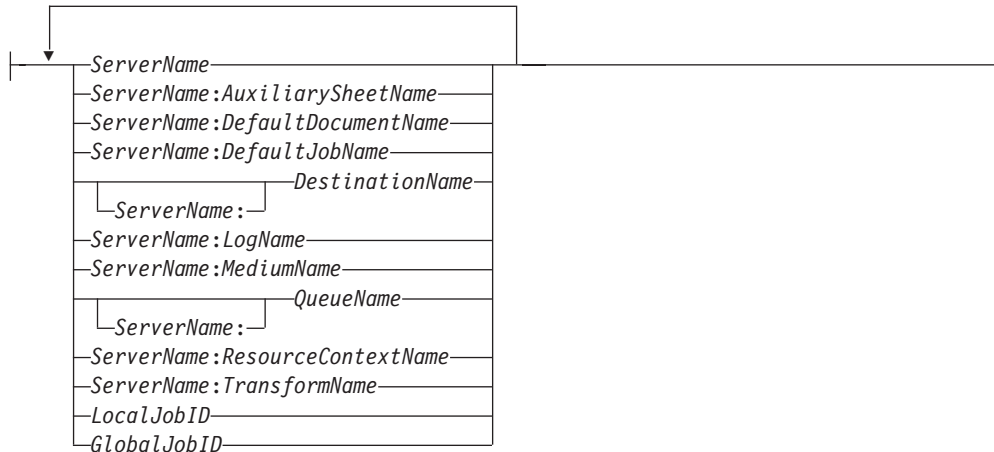 ServerName
ServerName:AuxiliarySheetName
ServerName:DefaultDocumentName
ServerName:DefaultJobName
DestinationName
ServerName:
ServerName:LogName
ServerName:MediumName
QueueName
ServerName:
ServerName:ResourceContextName
ServerName:TransformName
LocalJobID
GlobalJobID